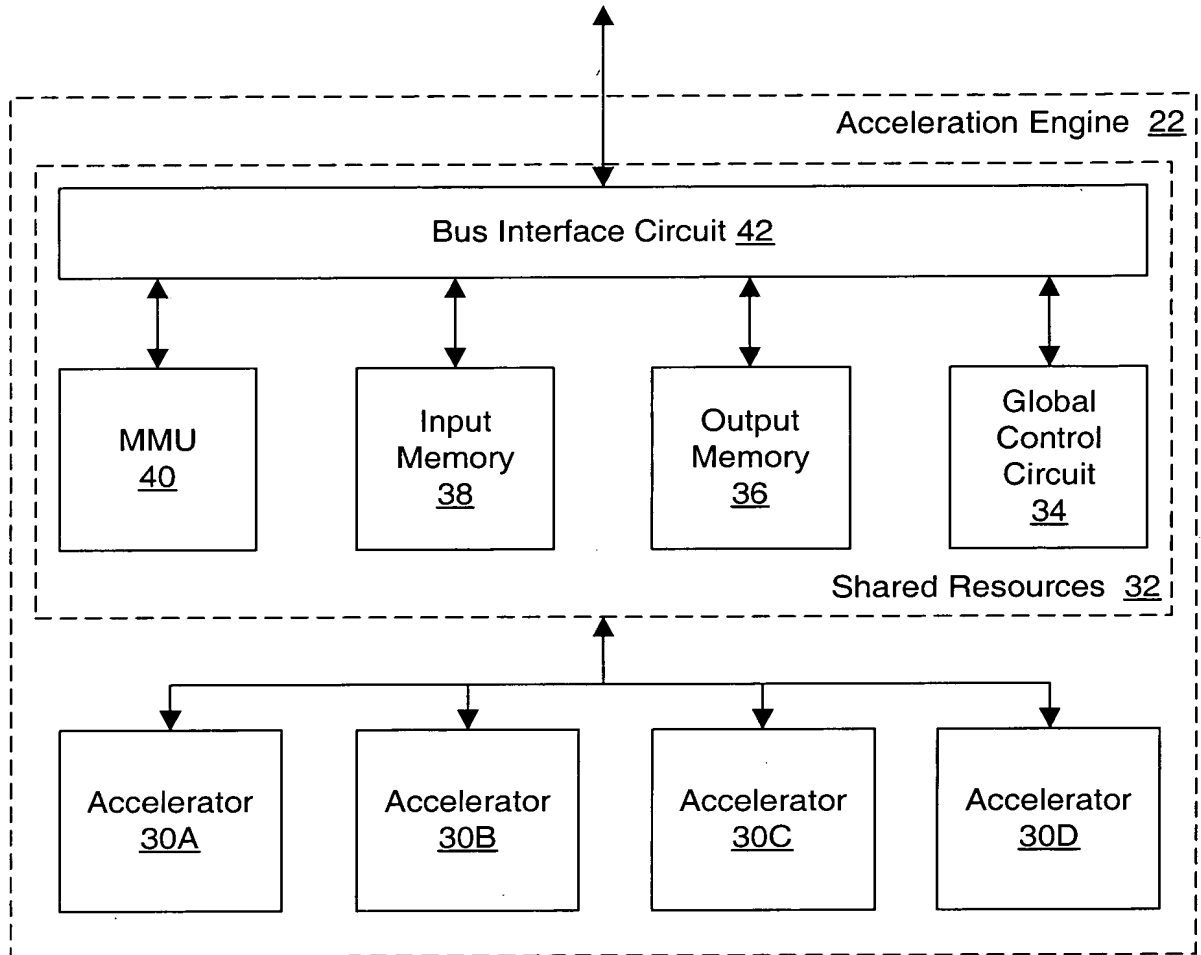 Acceleration Engine 22
Bus Interface Circuit 42
MMU
40
Input
Memory
38
Output
Memory
36
Global
Control
Circuit
34
Shared Resources 32
Accelerator
30A
Accelerator
30B
Accelerator
30C
Accelerator
30D